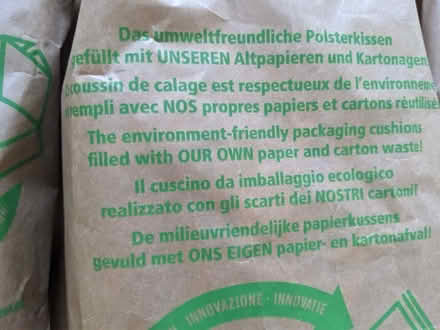 Das umweltfreundliche Polsterkissen
gefüllt mit UNSEREN Altpapieren und Kartonagen
coussin de calage est respectueux de l'environneme
rempli avec NOS propres papiers et cartons réutilisé
The environment-friendly packaging cushions
filled with OUR OWN paper and carton waste!
Il cuscino da imballaggio ecologico
realizzato con gli scarti dei NOSTRI cartoni!
De milieuvriendelijke papierkussens
gevuld met ONS EIGEN papier- en kartonafval!
INNOVAZIONE · INNOVATIE